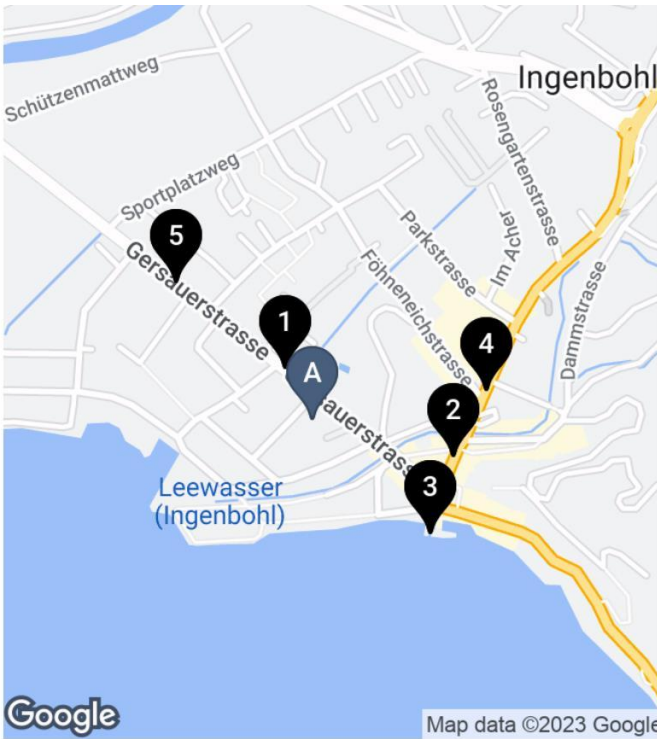 Ingenbohl
Schützenmattweg
Rosengartenstrasse
Sportplatzweg
Parkstrasse
Im Acher
5
Gersauerstrasse
Föhneneichstrasse
Dammstrasse
1
4
A
sauerstrasse
2
3
Leewasser
(Ingenbohl)
Google
Map data ©2023 Google